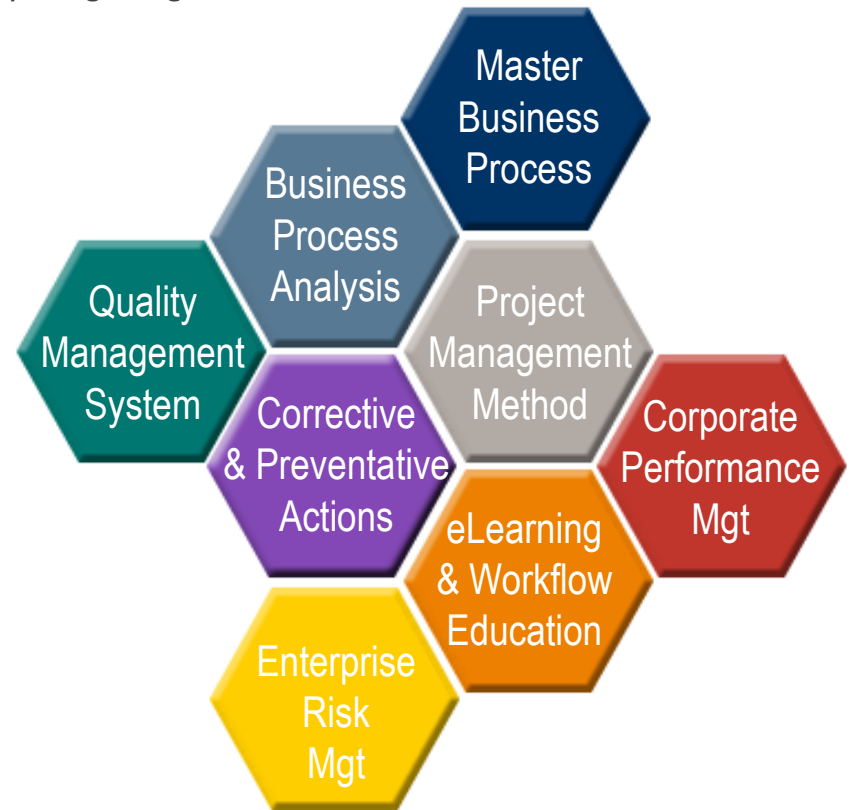 Master
Business
Process
Business
Process
Analysis
Quality
Management
System
Project
Management
Method
Corrective
& Preventative
Actions
Corporate
Performance
Mgt
eLearning
& Workflow
Education
Enterprise
Risk
Mgt